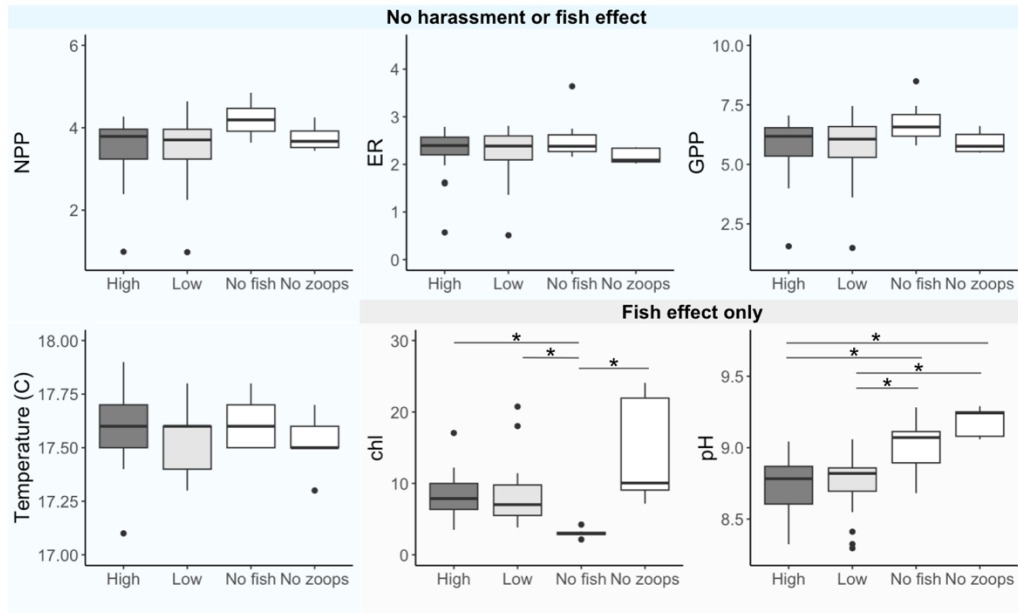 No harassment or fish effect
NPP
6
4
2
High Low No fish No zoops
ER
4
3
2
1
0
High Low No fish No zoops
GPP
10.0
7.5
5.0
2.5
High Low No fish No zoops
Fish effect only
Temperature (C)
18.00
17.75
17.50
17.25
17.00
High Low No fish No zoops
chl
30
20
10
0
* * *
High Low No fish No zoops
pH
9.5
9.0
8.5
* * * *
High Low No fish No zoops